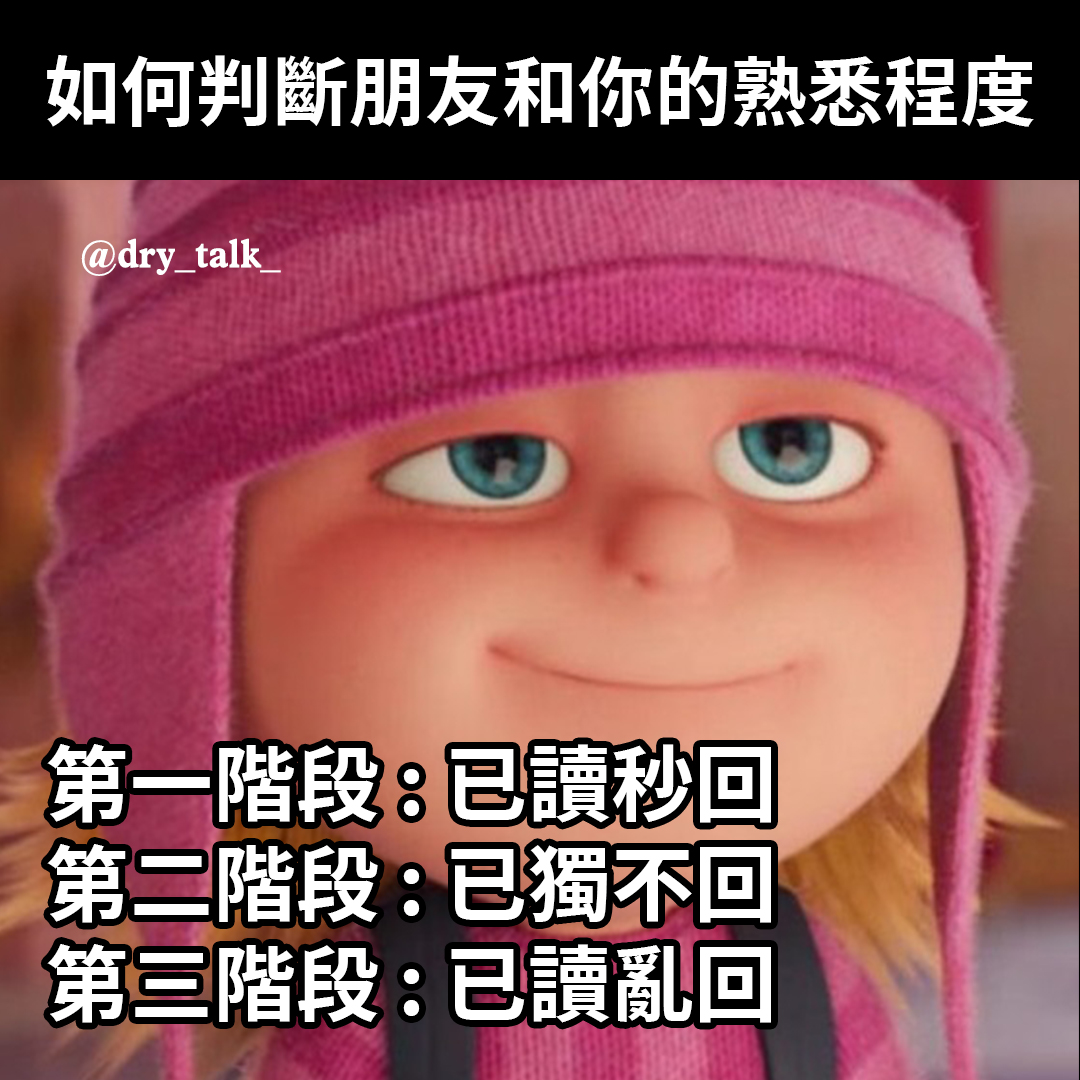 如何判斷朋友和你的熟悉程度
@dry_talk_
第一階段：已讀秒回
第二階段：已獨不回
第三階段：已讀亂回